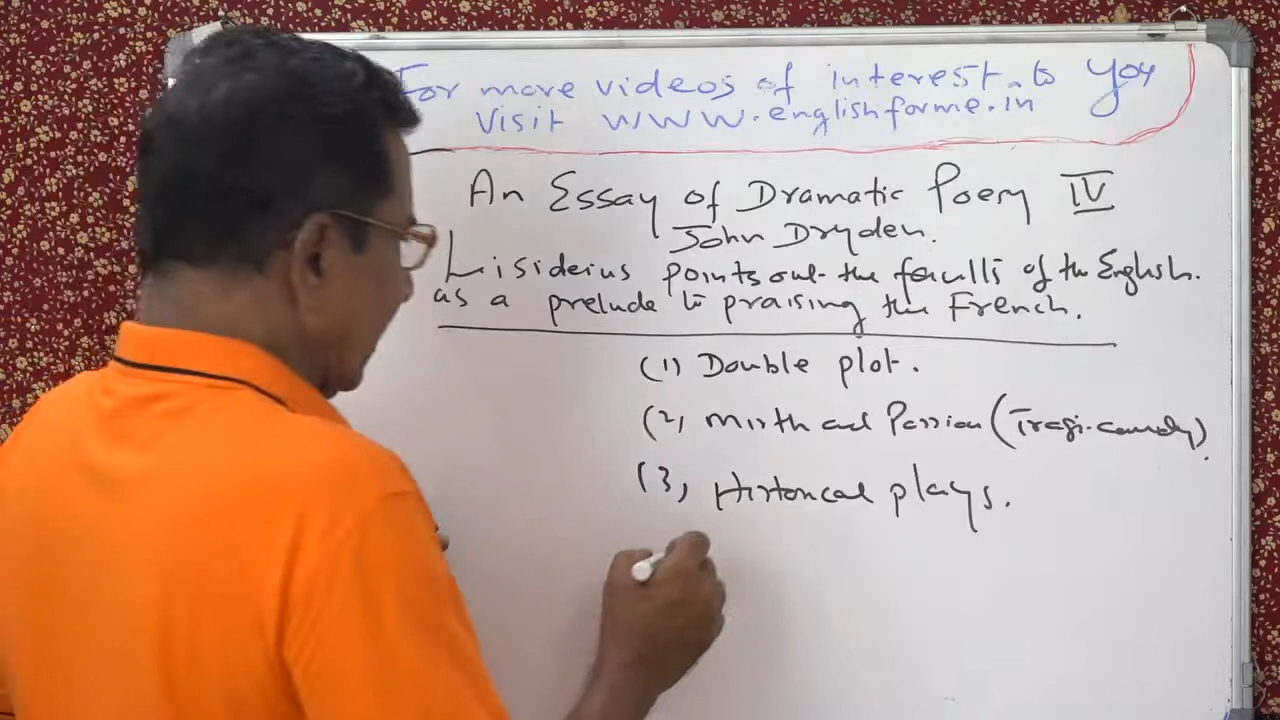 For more videos of interest to you
visit www.englishforme.in
An Essay of Dramatic Poesy IV
John Dryden.
Lisideius points out the faculls of the English.
as a prelude to praising the French.
(1) Double plot.
(2) Mirth and Passion (Tragi-comedy).
(3) Historical plays.